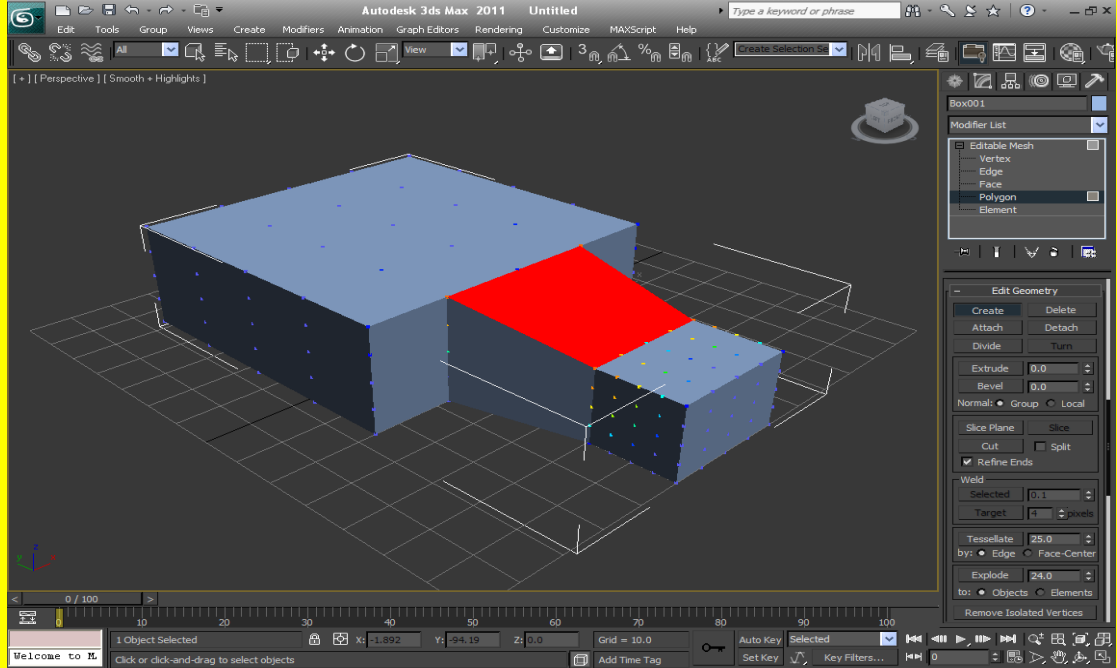 Autodesk 3ds Max 2011 Untitled
Type a keyword or phrase
Edit Tools Group Views Create Modifiers Animation Graph Editors Rendering Customize MAXScript Help
All View 3 Create Selection Se
[ + ] [ Perspective ] [ Smooth + Highlights ]
Box001
Modifier List
Editable Mesh
Vertex
Edge
Face
Polygon
Element
Edit Geometry
Create Delete
Attach Detach
Divide Turn
Extrude 0.0
Bevel 0.0
Normal: Group Local
Slice Plane Slice
Cut Split
Refine Ends
Weld
Selected 0.1
Target 4 pixels
Tessellate 25.0
by: Edge Face-Center
Explode 24.0
to: Objects Elements
Remove Isolated Vertices
z
y
x
< 0 / 100 >
0 10 20 30 40 50 60 70 80 90 100
1 Object Selected X: -1.892 Y: -94.19 Z: 0.0 Grid = 10.0 Auto Key Selected
Welcome to M. Click or click-and-drag to select objects Add Time Tag Set Key Key Filters... 0